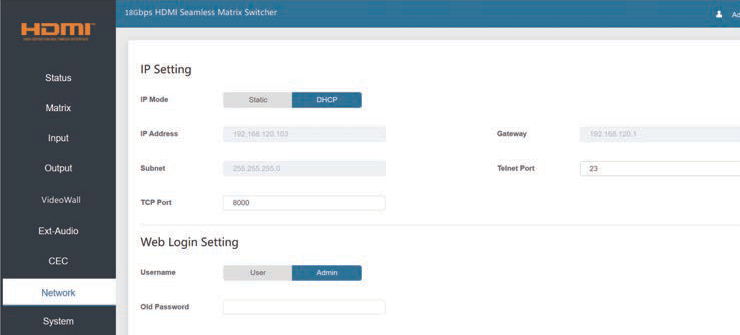 HDMI
18Gbps HDMI Seamless Matrix Switcher
Status
Matrix
Input
Output
VideoWall
Ext-Audio
CEC
Network
System
IP Setting
IP Mode Static DHCP
IP Address 192.168.120.103 Gateway 192.168.120.1
Subnet 255.255.255.0 Telnet Port 23
TCP Port 8000
Web Login Setting
Username User Admin
Old Password